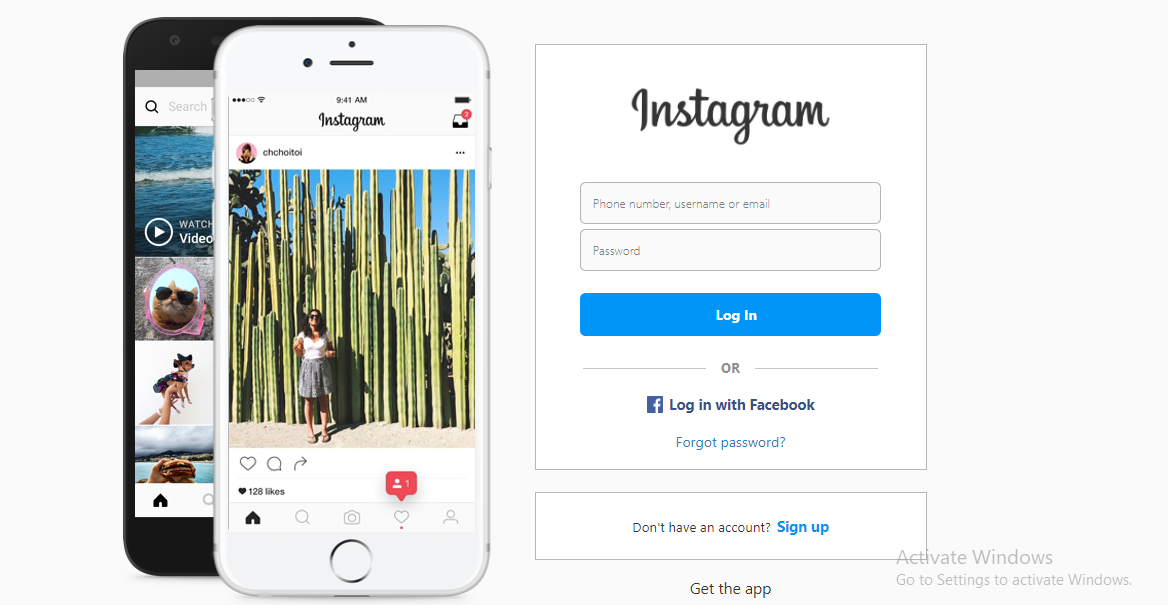 Search
WATCH
Video
9:41 AM
Instagram
2
chchoitoi
128 likes
1
Instagram
Phone number, username or email
Password
Log In
OR
Log in with Facebook
Forgot password?
Don't have an account? Sign up
Get the app
Activate Windows
Go to Settings to activate Windows.